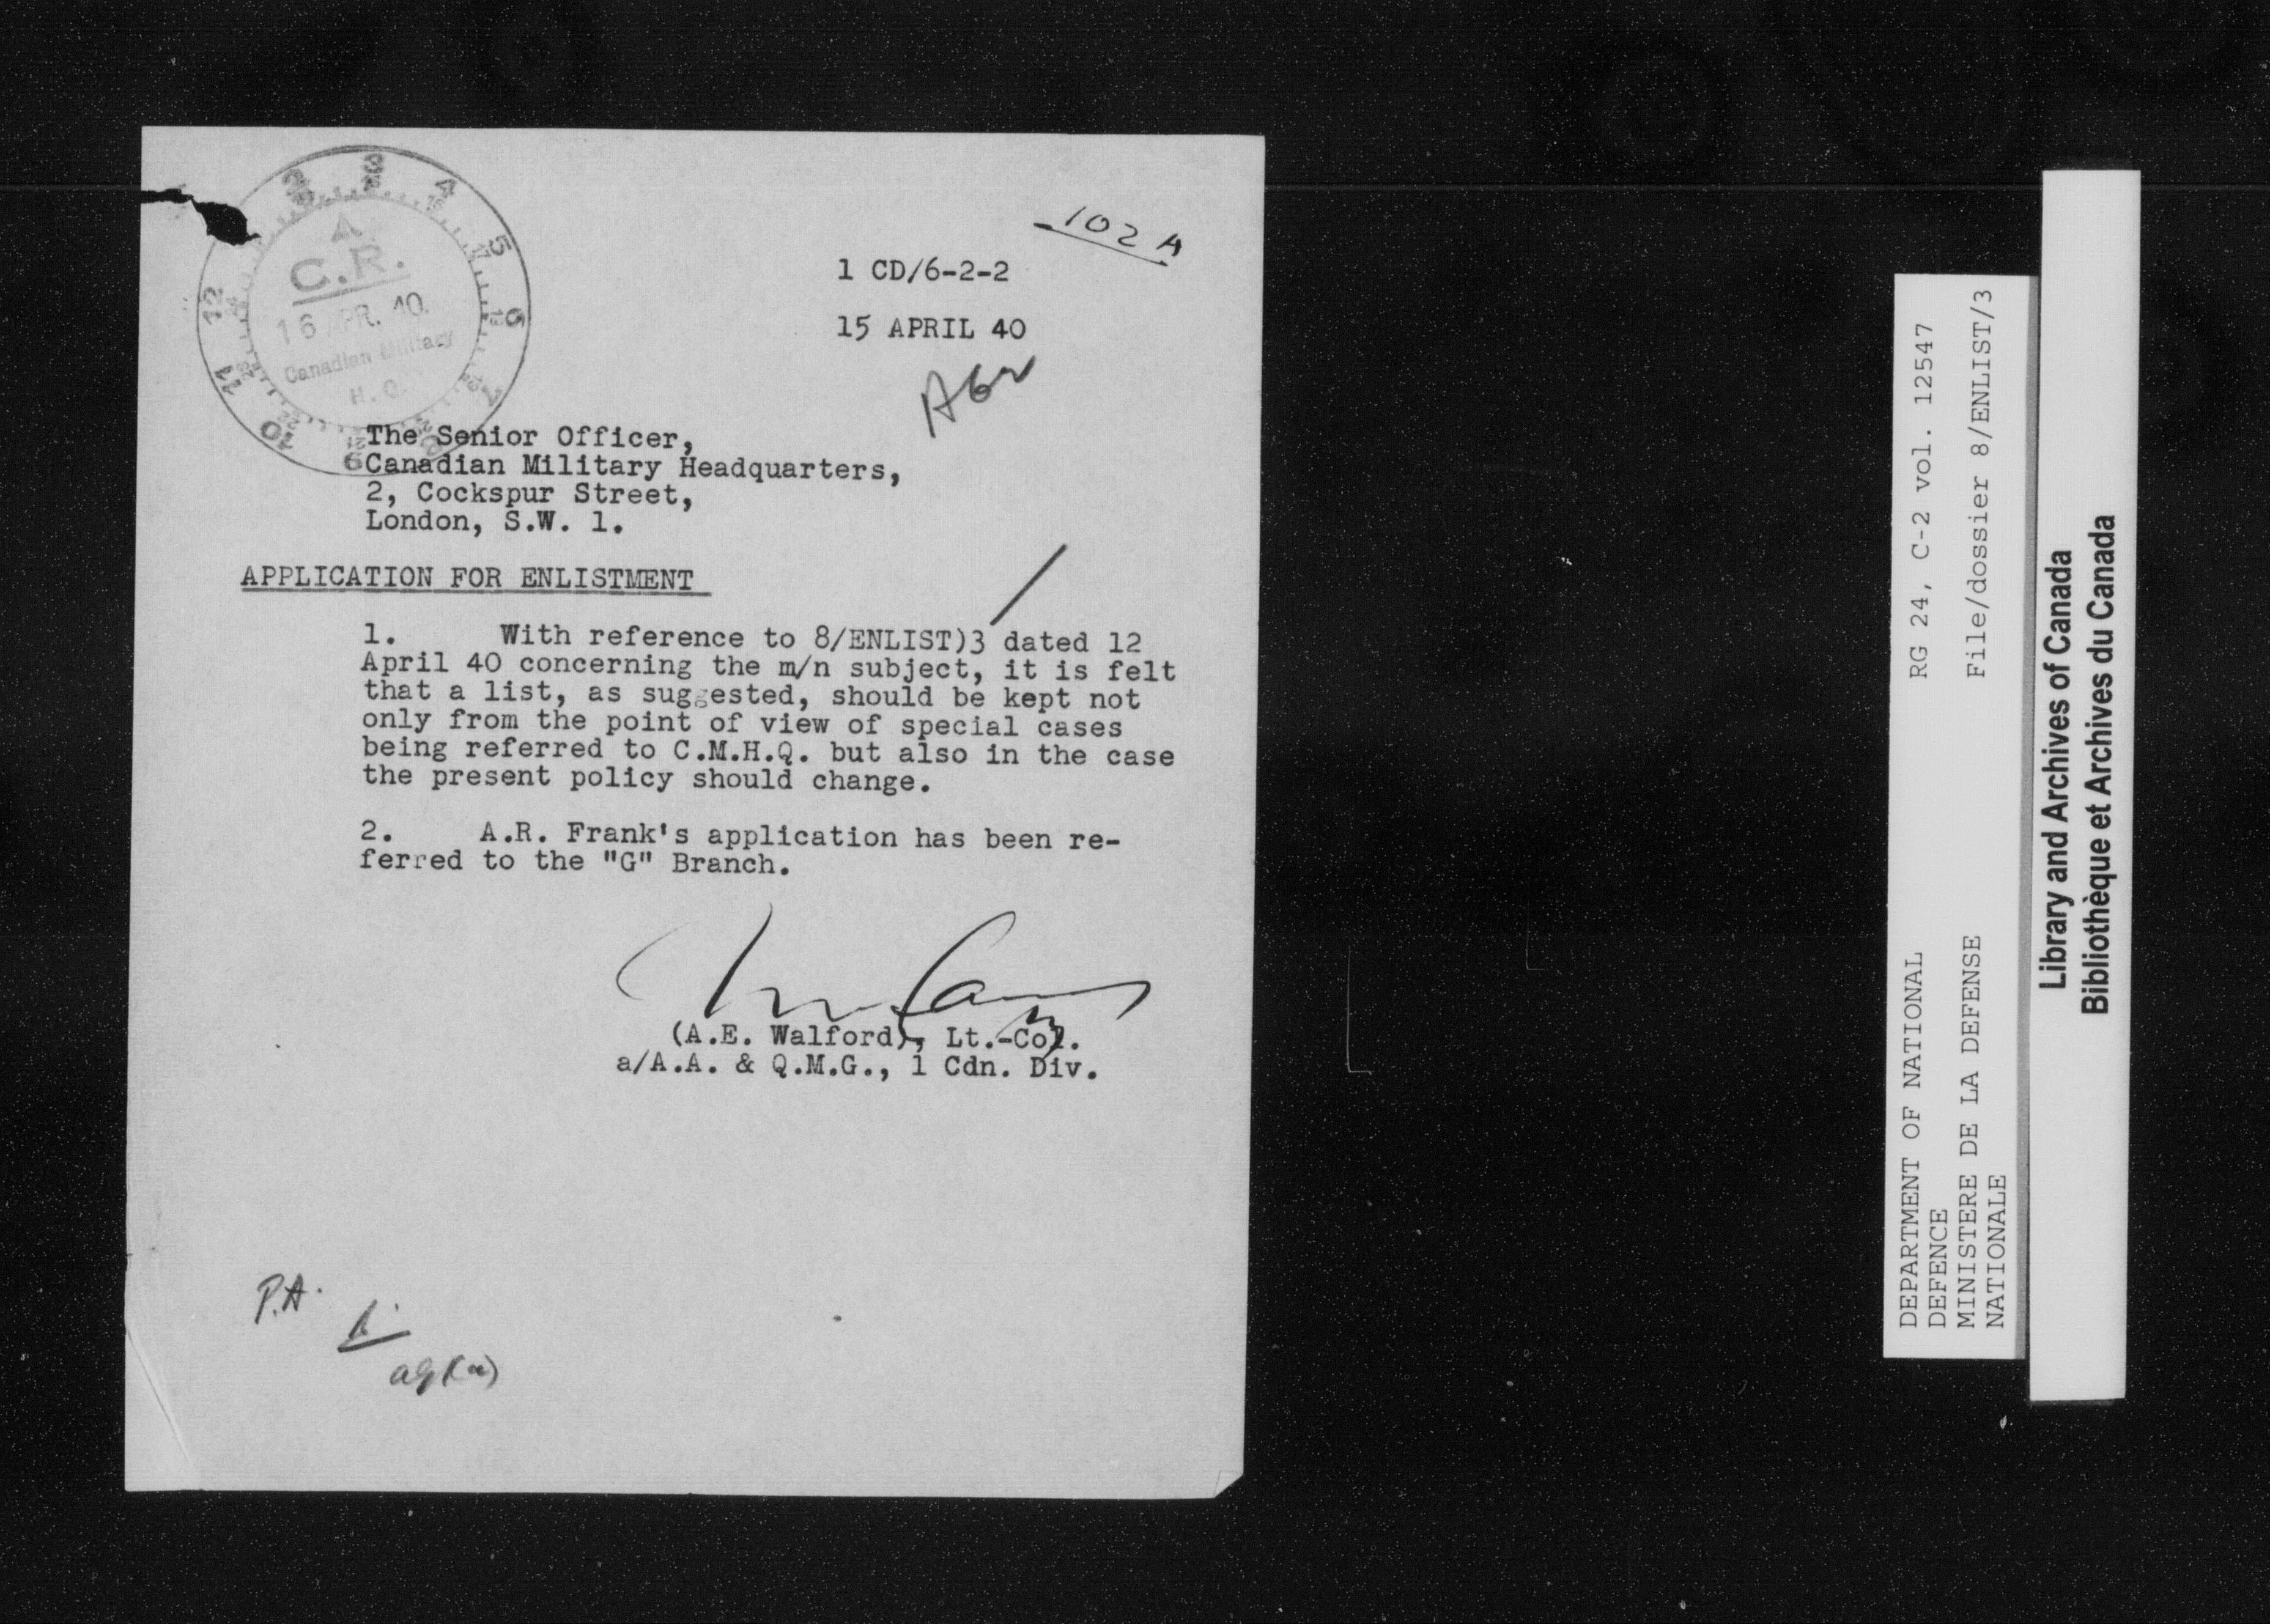 102 A
1 CD/6-2-2
15 APRIL 40
C.R.
16 APR. 40.
Canadian Military
H.Q.
The Senior Officer,
Canadian Military Headquarters,
2, Cockspur Street,
London, S.W. 1.
APPLICATION FOR ENLISTMENT
1. With reference to 8/ENLIST)3 dated 12
April 40 concerning the m/n subject, it is felt
that a list, as suggested, should be kept not
only from the point of view of special cases
being referred to C.M.H.Q. but also in the case
the present policy should change.
2. A.R. Frank's application has been re-
ferred to the "G" Branch.
(A.E. Walford), Lt.-Col.
a/A.A. & Q.M.G., 1 Cdn. Div.
P.A.
RG 24, C-2 vol. 12547
File/dossier 8/ENLIST/3
DEPARTMENT OF NATIONAL
DEFENCE
MINISTERE DE LA DEFENSE
NATIONALE
Library and Archives of Canada
Bibliothèque et Archives du Canada